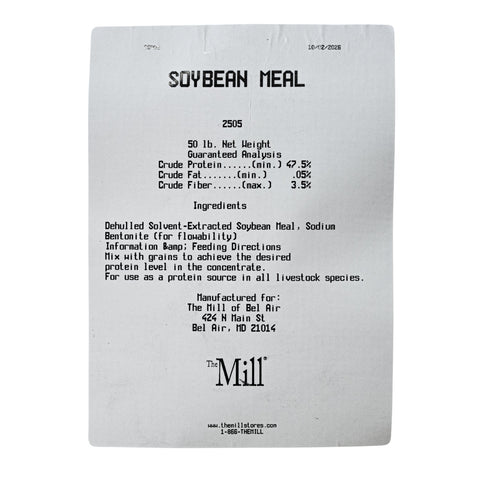 10/02/2026
SOYBEAN MEAL
2505
50 lb. Net Weight
Guaranteed Analysis
Crude Protein......(min.) 47.5%
Crude Fat.......(min.) .05%
Crude Fiber......(max.) 3.5%
Ingredients
Dehulled Solvent-Extracted Soybean Meal, Sodium
Bentonite (for flowability)
Information &amp; Feeding Directions
Mix with grains to achieve the desired
protein level in the concentrate.
For use as a protein source in all livestock species.
Manufactured for:
The Mill of Bel Air
424 N Main St
Bel Air, MD 21014
The Mill®
www.themillstores.com
1-866-THEMILL